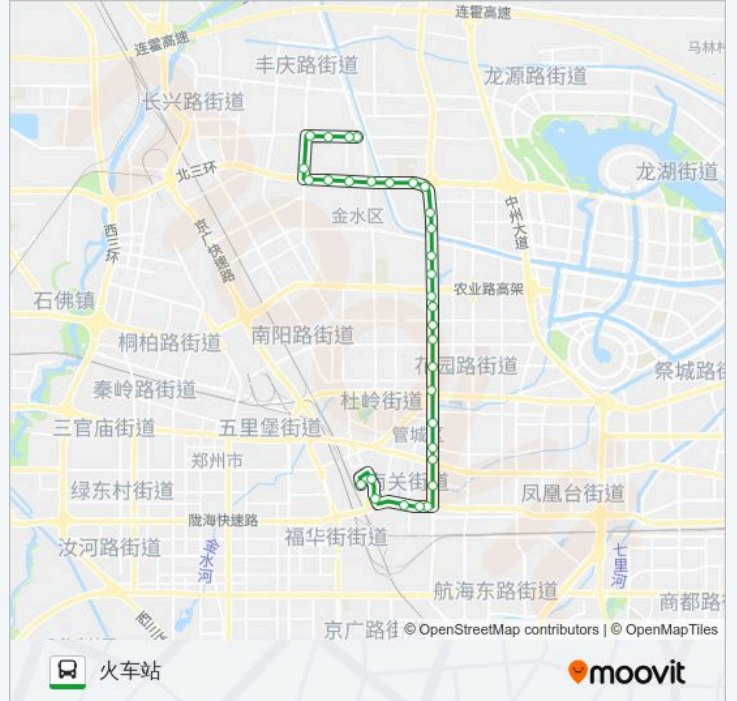 连霍高速
连霍高速
马林村
丰庆路街道
龙源路街道
长兴路街道
北三环
龙湖街道
金水区
中州大道
西三环
京广快速路
农业路高架
石佛镇
桐柏路街道
南阳路街道
花园路街道
祭城路街
秦岭路街道
杜岭街道
三官庙街道
五里堡街道
管城区
郑州市
南关街道
绿东村街道
凤凰台街道
陇海快速路
福华街街道
汝河路街道
金水河
七里河
航海东路街道
商都路
西三
京广路街
© OpenStreetMap contributors | © OpenMapTiles
火车站
moovit